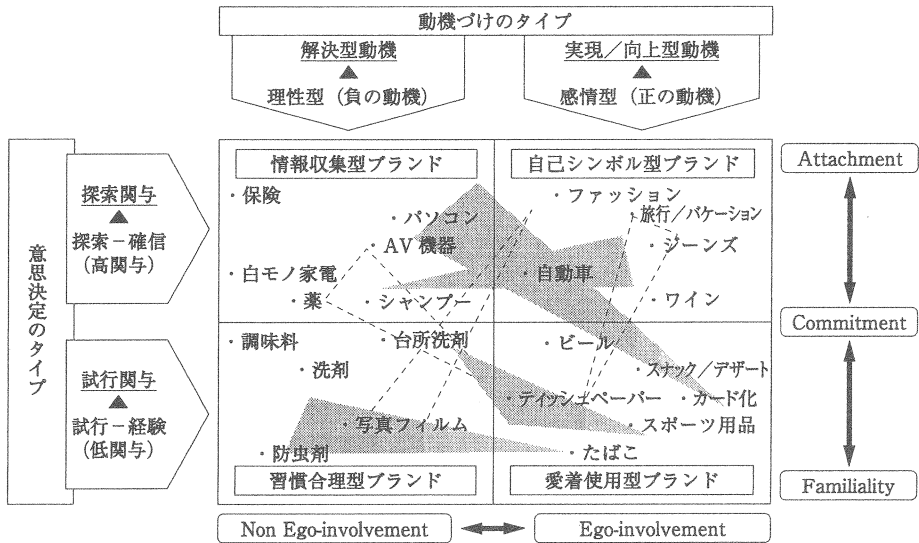 動機づけのタイプ
解決型動機
▲
理性型（負の動機）
実現／向上型動機
▲
感情型（正の動機）
意思決定のタイプ
探索関与
▲
探索－確信
(高関与)
試行関与
▲
試行－経験
(低関与)
情報収集型ブランド
・保険
・パソコン
・AV機器
・白モノ家電
・薬
・シャンプー
自己シンボル型ブランド
・ファッション
・旅行／バケーション
・ジーンズ
・自動車
・ワイン
・調味料
・台所洗剤
・洗剤
・写真フィルム
・防虫剤
習慣合理型ブランド
・ビール
・スナック／デザート
・ティッシュペーパー
・カード化
・スポーツ用品
・たばこ
愛着使用型ブランド
Attachment
Commitment
Familiality
Non Ego-involvement
Ego-involvement